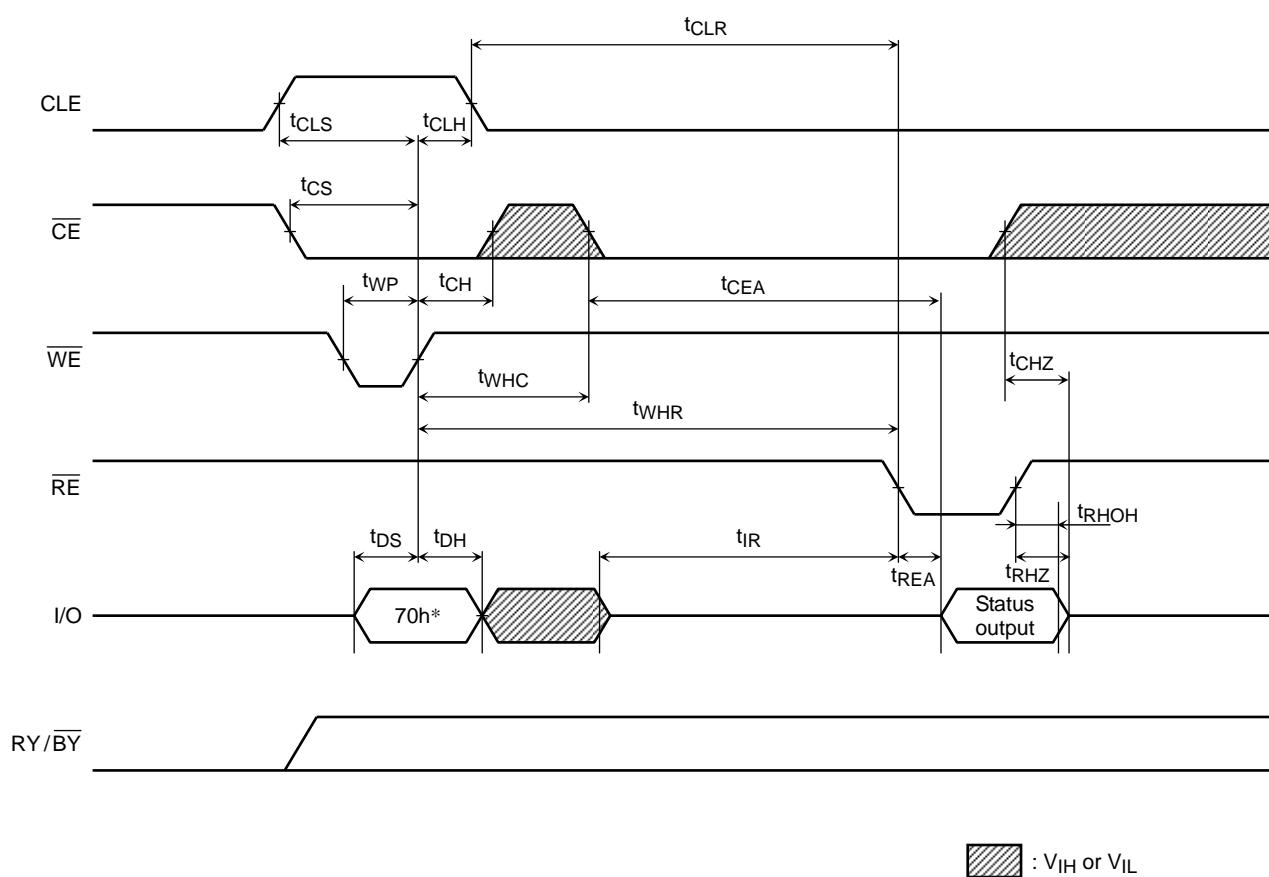 tCLR
CLE
tCLS tCLH
tCS
CE
tWP tCH tCEA
WE
tCHZ
tWHC
tWHR
RE
tRHOH
tDS tDH tIR
tREA tRHZ
I/O 70h* Status output
RY/BY
: VIH or VIL